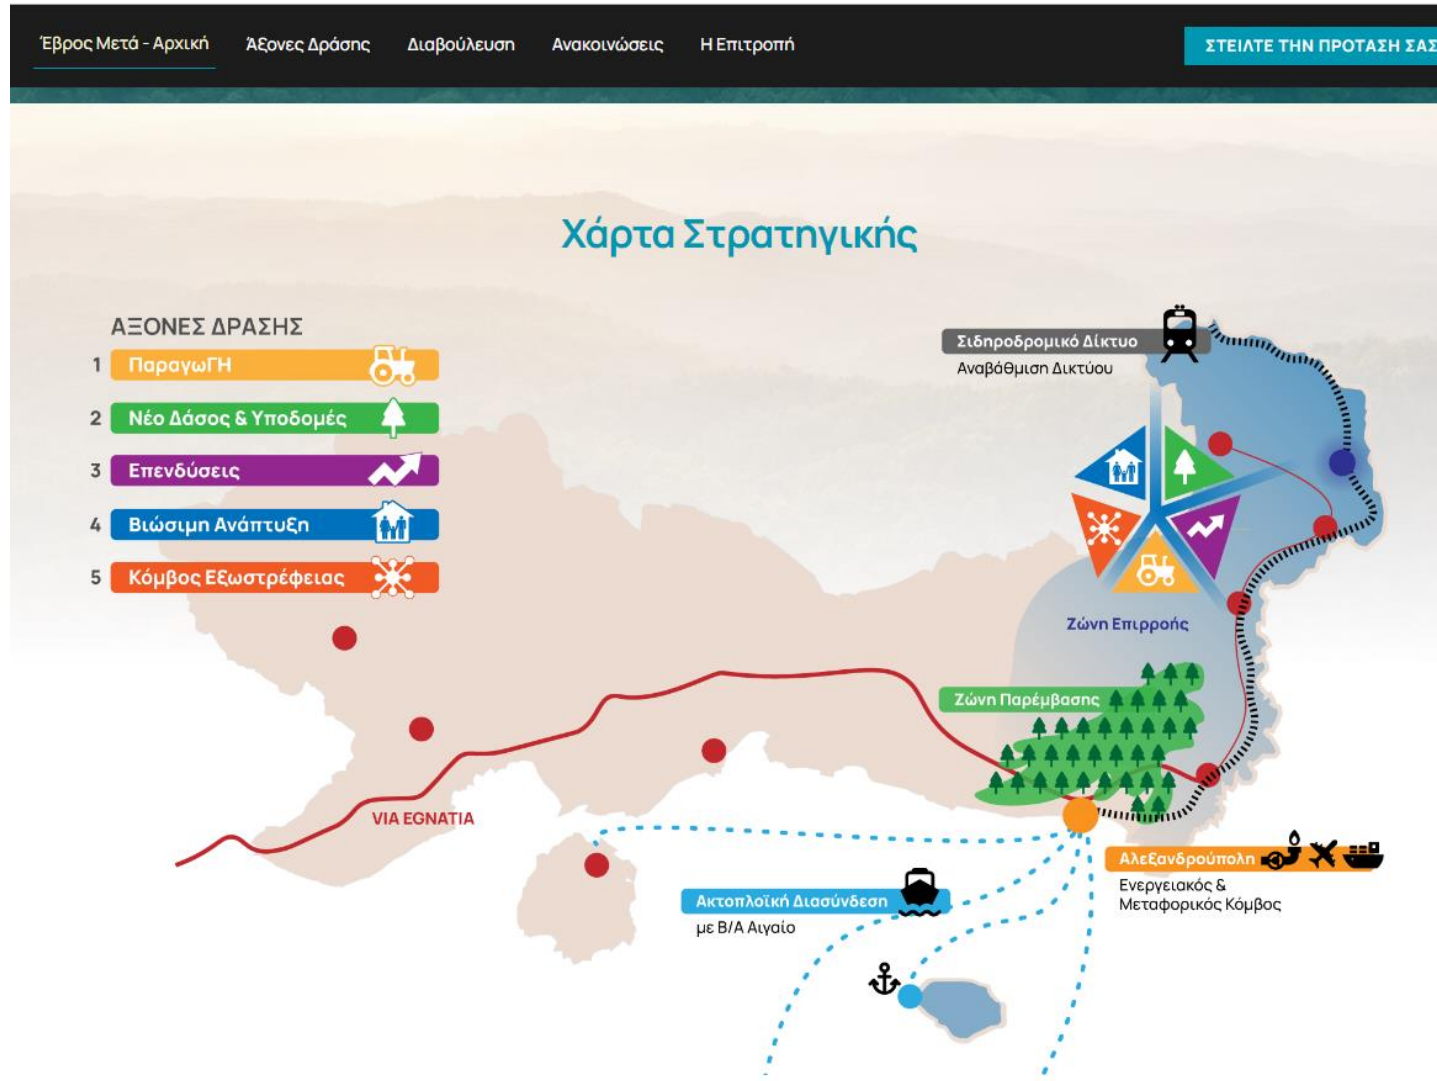 Έβρος Μετά - Αρχική
Άξονες Δράσης
Διαβούλευση
Ανακοινώσεις
Η Επιτροπή
ΣΤΕΙΛΤΕ ΤΗΝ ΠΡΟΤΑΣΗ ΣΑΣ
Χάρτα Στρατηγικής
ΑΞΟΝΕΣ ΔΡΑΣΗΣ
1 ΠαραγωΓΗ
2 Νέο Δάσος & Υποδομές
3 Επενδύσεις
4 Βιώσιμη Ανάπτυξη
5 Κόμβος Εξωστρέφειας
Σιδηροδρομικό Δίκτυο
Αναβάθμιση Δικτύου
Ζώνη Επιρροής
Ζώνη Παρέμβασης
VIA EGNATIA
Αλεξανδρούπολη
Ενεργειακός &
Μεταφορικός Κόμβος
Ακτοπλοϊκή Διασύνδεση
με Β/Α Αιγαίο